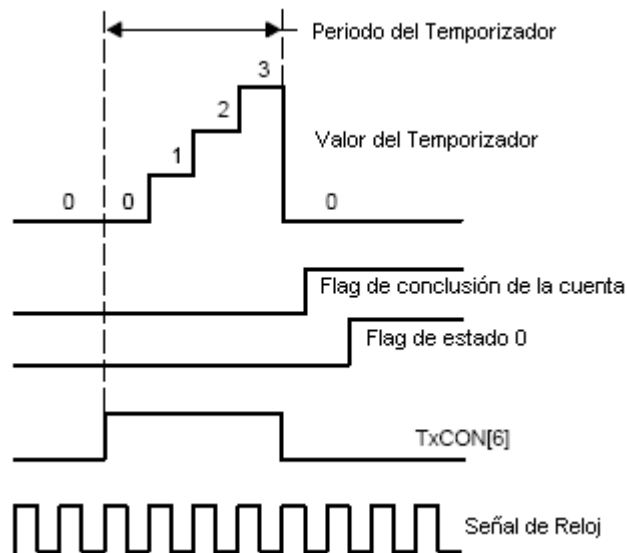 Periodo del Temporizador
3
2
Valor del Temporizador
1
0 0 0
Flag de conclusión de la cuenta
Flag de estado 0
TxCON[6]
Señal de Reloj